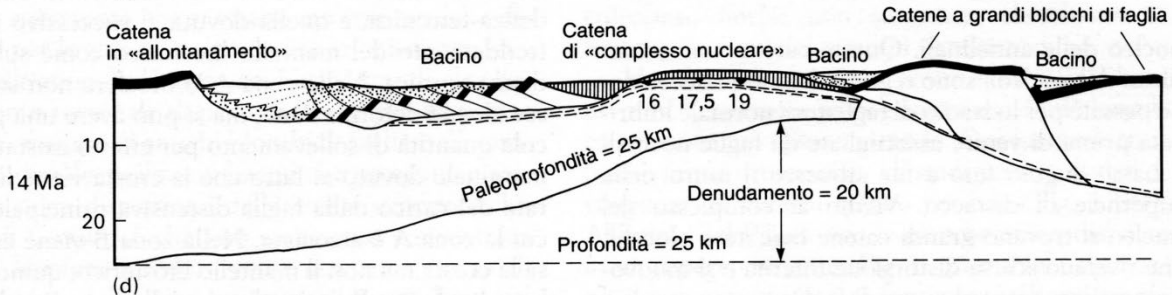 Catena
in «allontanamento»
Bacino
Catena
di «complesso nucleare»
Bacino
Catene a grandi blocchi di faglia
Bacino
16 17,5 19
10
14 Ma
20
Paleoprofondità = 25 km
Denudamento = 20 km
Profondità = 25 km
(d)